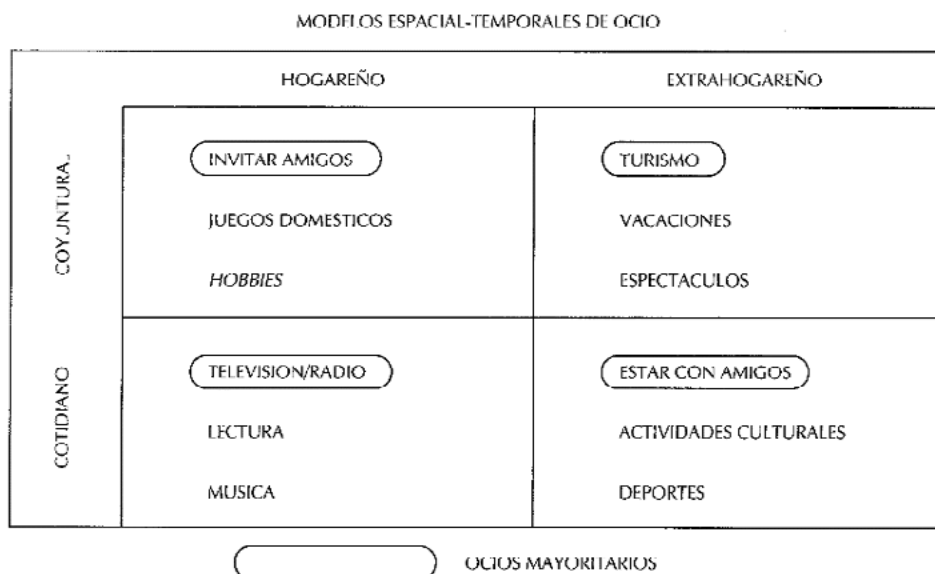 MODELOS ESPACIAL-TEMPORALES DE OCIO
HOGAREÑO EXTRAHOGAREÑO
COYUNTURA..
INVITAR AMIGOS TURISMO
JUEGOS DOMESTICOS VACACIONES
HOBBIES ESPECTACULOS
COTIDIANO
TELEVISION/RADIO ESTAR CON AMIGOS
LECTURA ACTIVIDADES CULTURALES
MUSICA DEPORTES
OCIOS MAYORITARIOS